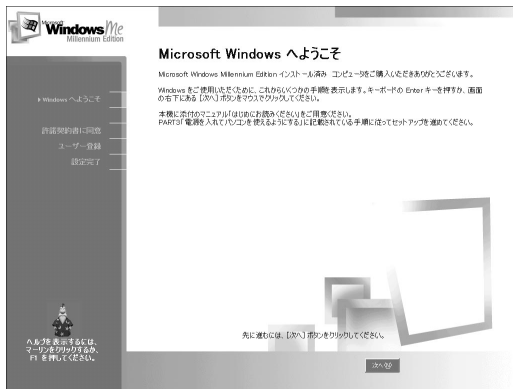 Microsoft
Windows Me
Millennium Edition
Microsoft Windows へようこそ
Microsoft Windows Millennium Edition インストール済み コンピュータをご購入いただきありがとうございます。
Windows をご使用いただくために、これからいくつかの手順を表示します。キーボードの Enter キーを押すか、画面
の右下にある [次へ] ボタンをマウスでクリックしてください。
本機に添付のマニュアル「はじめにお読みください」をご用意ください。
PART3「電源を入れてパソコンを使えるようにする」に記載されている手順に従ってセットアップを進めてください。
Windows へようこそ
許諾契約書に同意
ユーザー登録
設定完了
ヘルプを表示するには、
マーリンをクリックするか、
F1 を押してください。
先に進むには、[次へ] ボタンをクリックしてください。
次へ(N)